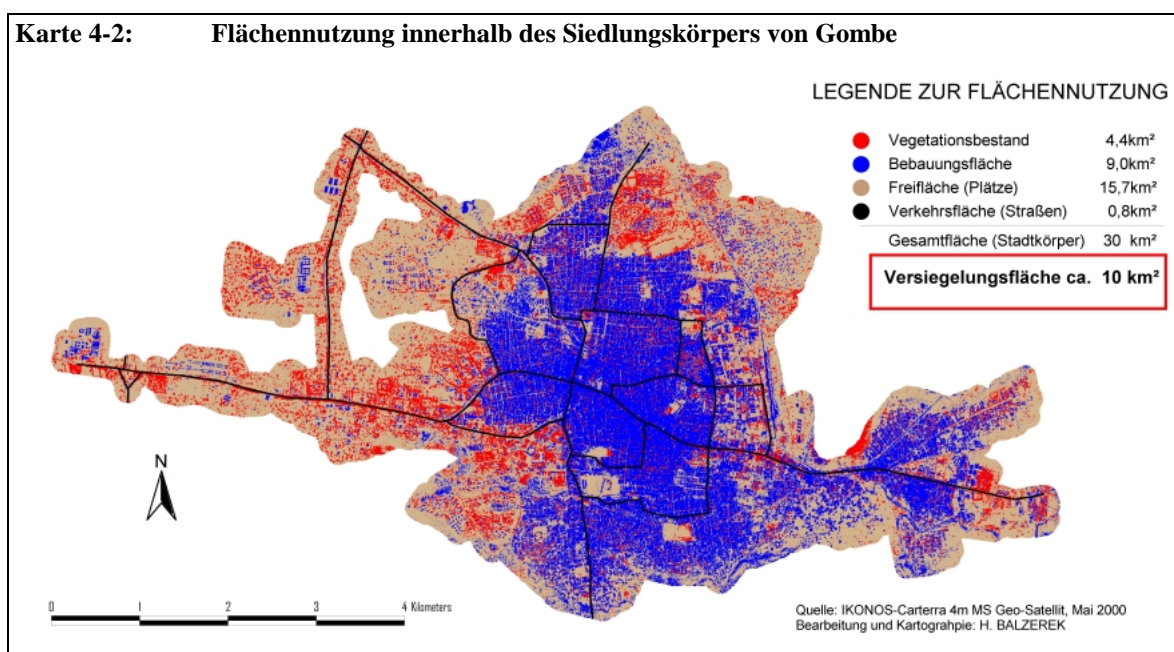 Karte 4-2: Flächennutzung innerhalb des Siedlungskörpers von Gombe
LEGENDE ZUR FLÄCHENNUTZUNG
Vegetationsbestand 4,4km²
Bebauungsfläche 9,0km²
Freifläche (Plätze) 15,7km²
Verkehrsfläche (Straßen) 0,8km²
Gesamtfläche (Stadtkörper) 30 km²
Versiegelungsfläche ca. 10 km²
N
0 1 2 3 4 Kilometers
Quelle: IKONOS-Carterra 4m MS Geo-Satellit, Mai 2000
Bearbeitung und Kartograhpie: H. BALZEREK